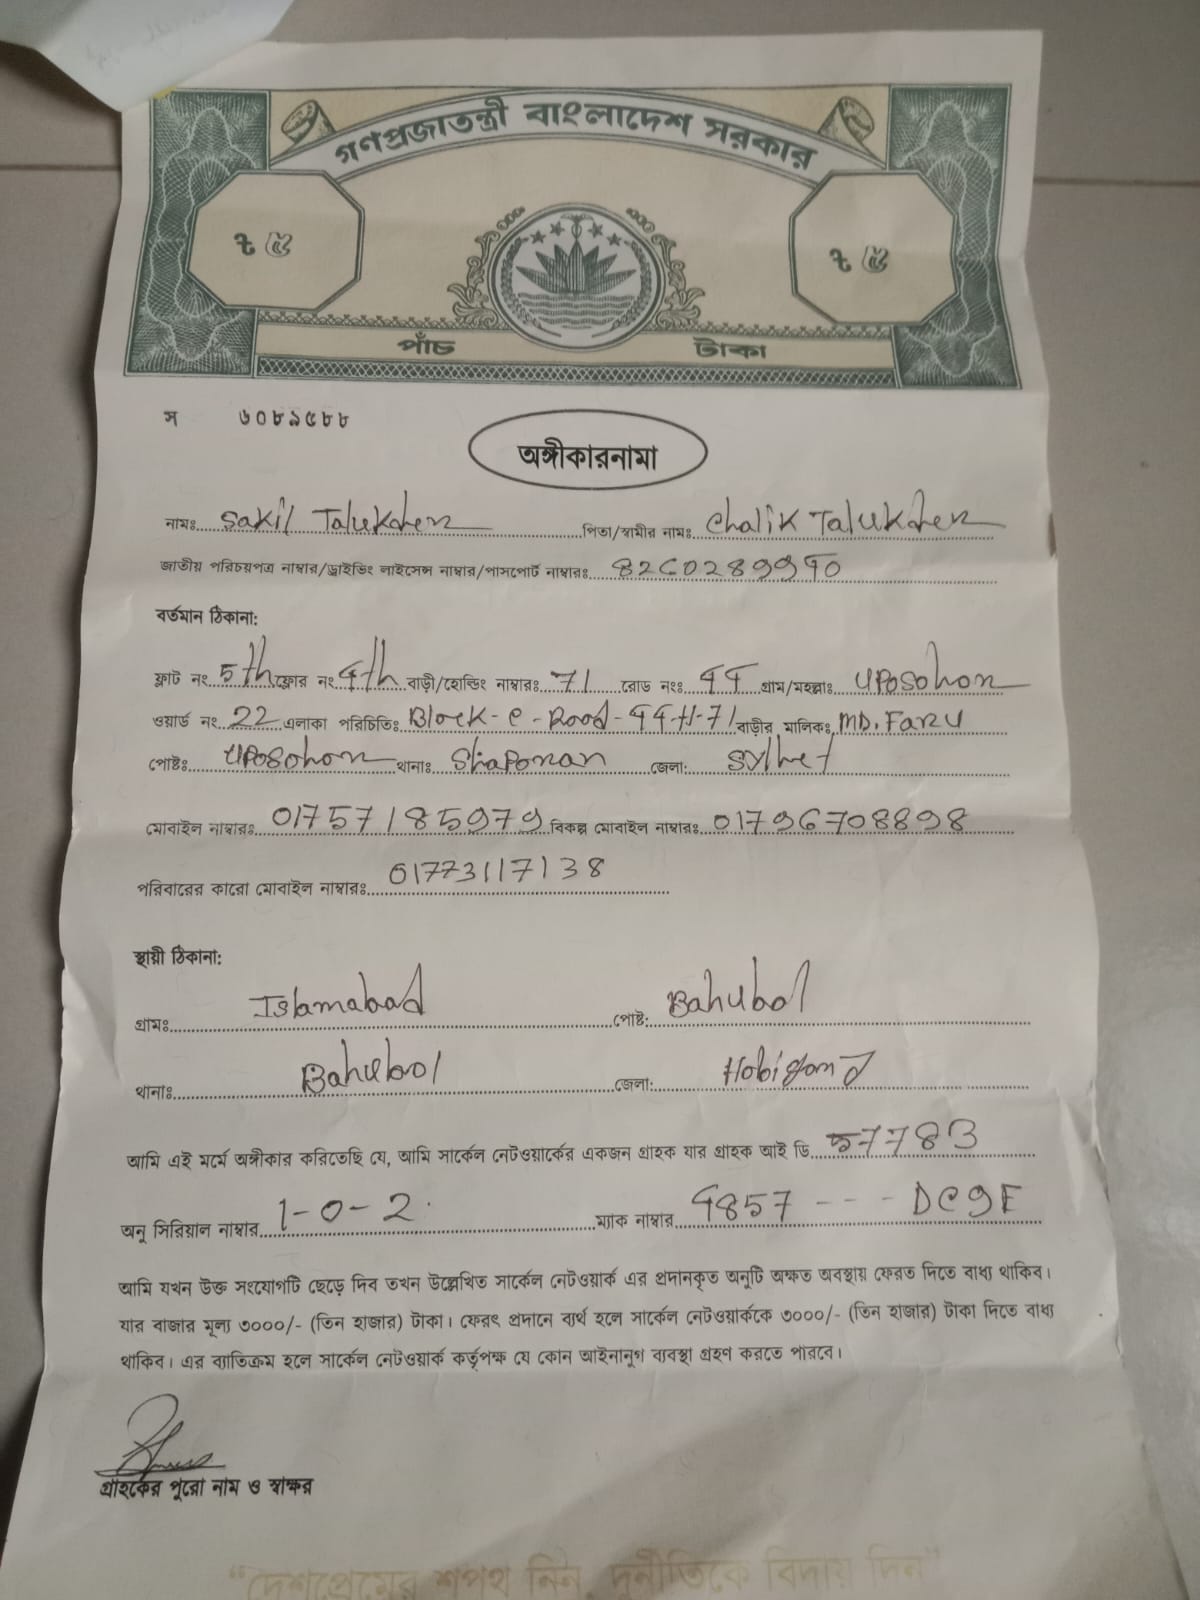 গণপ্রজাতন্ত্রী বাংলাদেশ সরকার
৳ ৫ ৳ ৫
পাঁচ টাকা
স ৬০৮৯৫৮৮
অঙ্গীকারনামা
নামঃ Sakil Talukder পিতা/স্বামীর নামঃ Chalik Talukder
জাতীয় পরিচয়পত্র নাম্বার/ড্রাইভিং লাইসেন্স নাম্বার/পাসপোর্ট নাম্বারঃ
বর্তমান ঠিকানা:
ফ্লাট নং 5th ফ্লোর নং 4th বাড়ী/হোল্ডিং নাম্বারঃ 71 রোড নংঃ 44 গ্রাম/মহল্লাঃ UPosohon
ওয়ার্ড নং 22 এলাকা পরিচিতিঃ Block-e-Rood-44H-71 বাড়ীর মালিকঃ MD. Faru
পোষ্টঃ UPosohon থানাঃ ShaPoran জেলা: Sylhet
মোবাইল নাম্বারঃ 01757185979 বিকল্প মোবাইল নাম্বারঃ 01796708898
পরিবারের কারো মোবাইল নাম্বারঃ 01773117138
স্থায়ী ঠিকানা:
গ্রামঃ Islamabad পোষ্ট: Bahubol
থানাঃ Bahubol জেলা: Hobigonj
আমি এই মর্মে অঙ্গীকার করিতেছি যে, আমি সার্কেল নেটওয়ার্কের একজন গ্রাহক যার গ্রাহক আই ডি 57783
অনু সিরিয়াল নাম্বার 1-0-2. ম্যাক নাম্বার 4857 --- DC9F
আমি যখন উক্ত সংযোগটি ছেড়ে দিব তখন উল্লেখিত সার্কেল নেটওয়ার্ক এর প্রদানকৃত অনুটি অক্ষত অবস্থায় ফেরত দিতে বাধ্য থাকিব।
যার বাজার মূল্য ৩০০০/- (তিন হাজার) টাকা। ফেরৎ প্রদানে ব্যর্থ হলে সার্কেল নেটওয়ার্ককে ৩০০০/- (তিন হাজার) টাকা দিতে বাধ্য
থাকিব। এর ব্যাতিক্রম হলে সার্কেল নেটওয়ার্ক কর্তৃপক্ষ যে কোন আইনানুগ ব্যবস্থা গ্রহণ করতে পারবে।
গ্রাহকের পুরো নাম ও স্বাক্ষর
“দেশপ্রেমের শপথ নিন, দুর্নীতিকে বিদায় দিন”